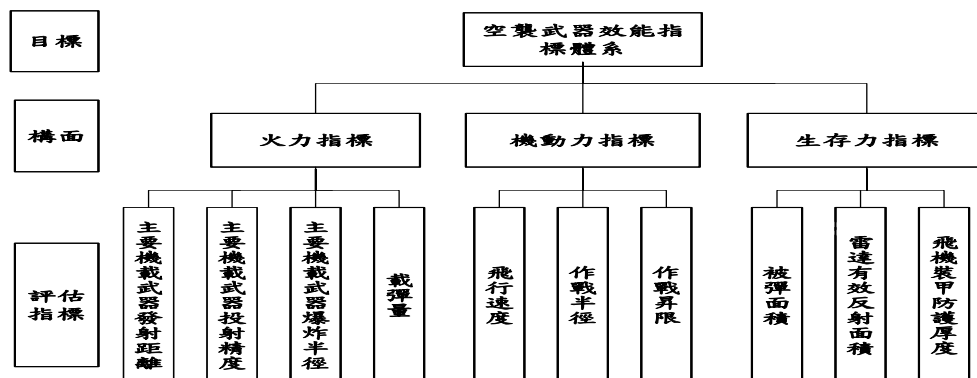 目標
空襲武器效能指
標體系
構面
火力指標
機動力指標
生存力指標
評估
指標
主要機載武器發射距離
主要機載武器投射精度
主要機載武器爆炸半徑
載彈量
飛行速度
作戰半徑
作戰昇限
被彈面積
雷達有效反射面積
飛機裝甲防護厚度